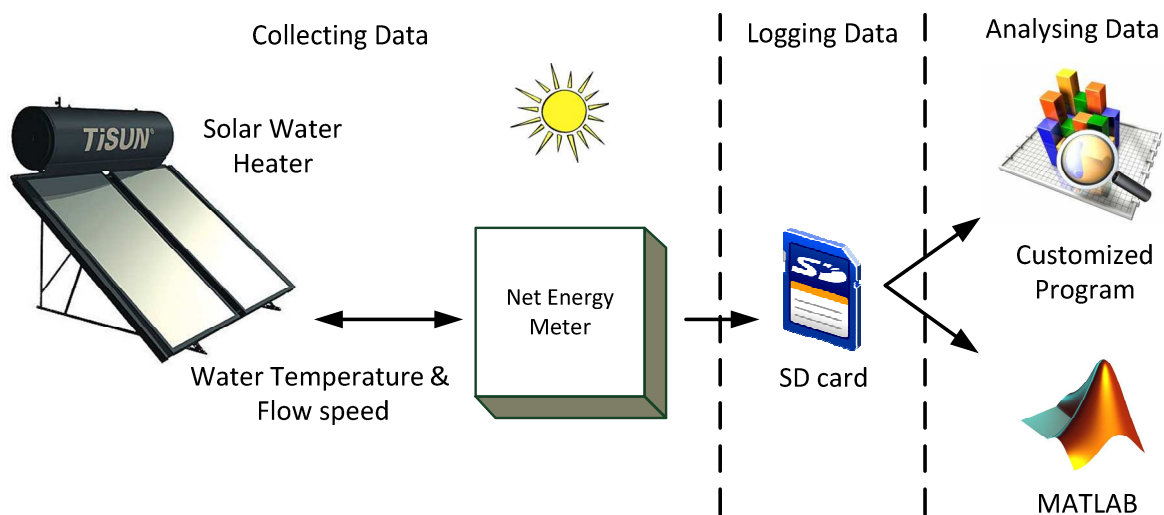 Collecting Data
Logging Data
Analysing Data
TiSUN®
Solar Water
Heater
Net Energy
Meter
Water Temperature &
Flow speed
SD
SD card
Customized
Program
MATLAB